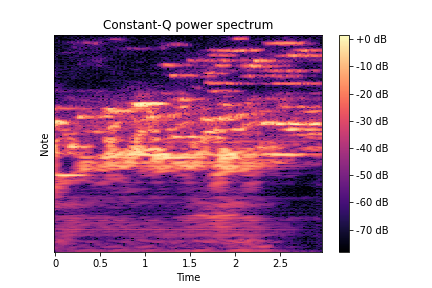 Constant-Q power spectrum
+0 dB
-10 dB
-20 dB
-30 dB
-40 dB
-50 dB
-60 dB
-70 dB
Note
0
0.5
1
1.5
2
2.5
Time